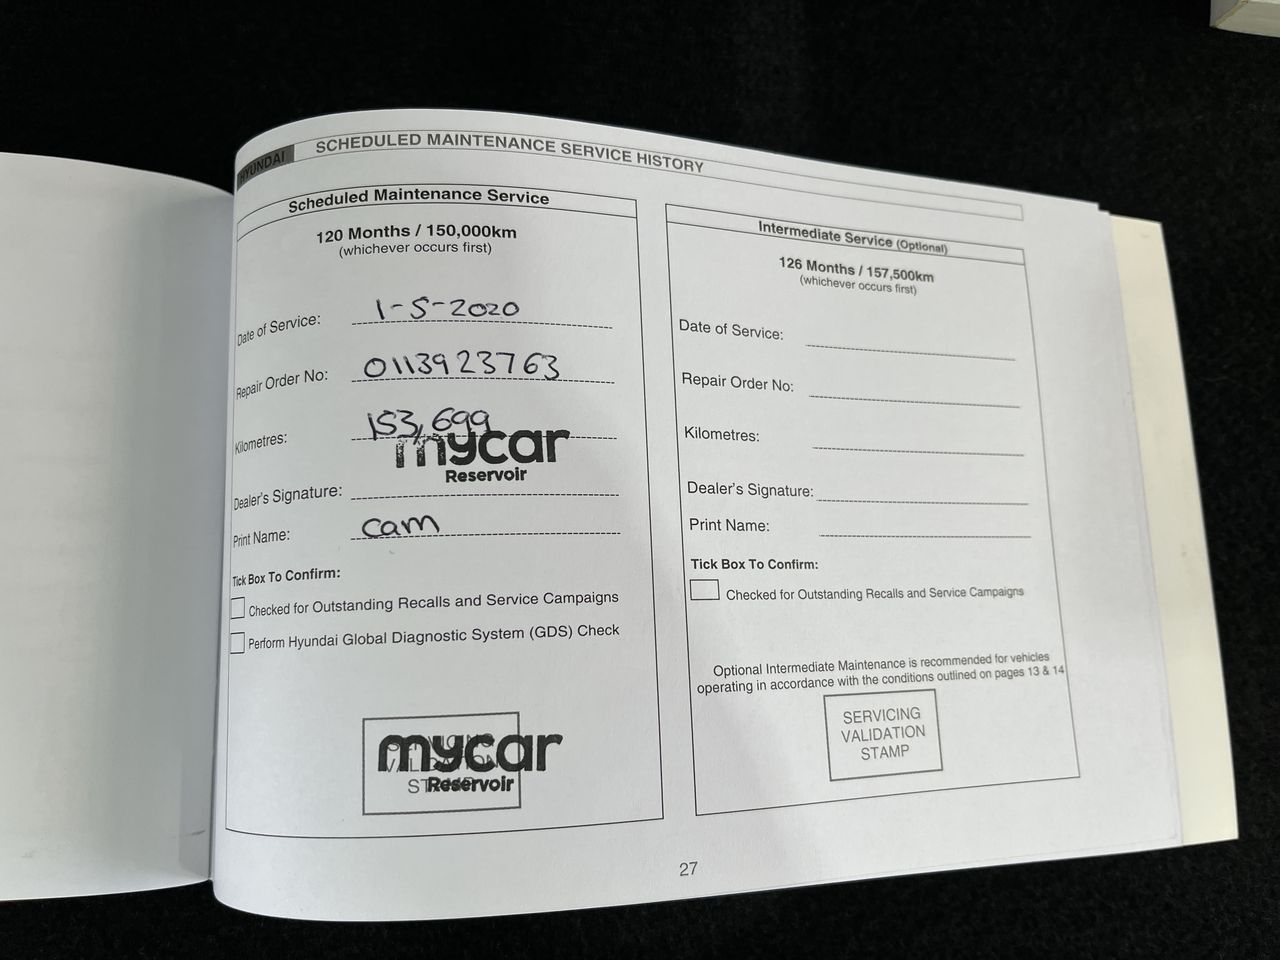 HYUNDAI
SCHEDULED MAINTENANCE SERVICE HISTORY
Scheduled Maintenance Service
120 Months / 150,000km
(whichever occurs first)
Date of Service: 1-5-2020
Repair Order No: 0113923763
Kilometres: 153,699
mycar
Reservoir
Dealer's Signature:
Print Name: cam
Tick Box To Confirm:
Checked for Outstanding Recalls and Service Campaigns
Perform Hyundai Global Diagnostic System (GDS) Check
SERVICING
VALIDATION
STAMP
mycar
Reservoir
Intermediate Service (Optional)
126 Months / 157,500km
(whichever occurs first)
Date of Service:
Repair Order No:
Kilometres:
Dealer's Signature:
Print Name:
Tick Box To Confirm:
Checked for Outstanding Recalls and Service Campaigns
Optional Intermediate Maintenance is recommended for vehicles
operating in accordance with the conditions outlined on pages 13 & 14
SERVICING
VALIDATION
STAMP
27